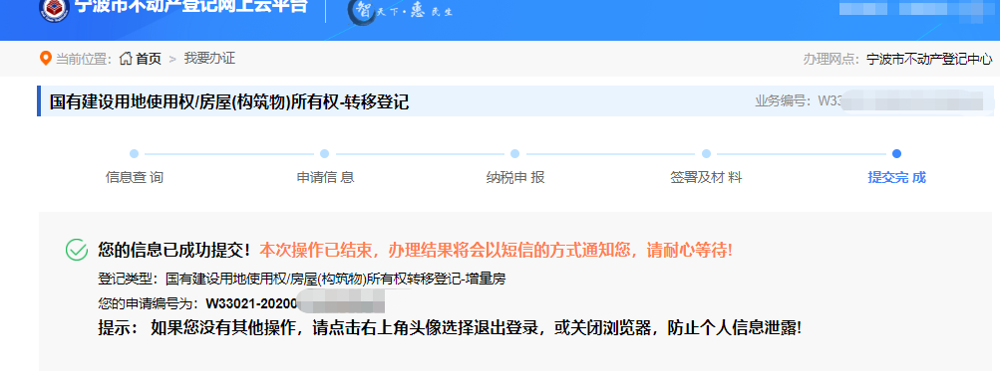 宁波市不动产登记网上云平台
智天下·惠民生
当前位置： 首页 > 我要办证
办理网点： 宁波市不动产登记中心
国有建设用地使用权/房屋(构筑物)所有权-转移登记
业务编号： W33
信息查询
申请信息
纳税申报
签署及材料
提交完成
您的信息已成功提交！本次操作已结束，办理结果将会以短信的方式通知您，请耐心等待!
登记类型：国有建设用地使用权/房屋(构筑物)所有权转移登记-增量房
您的申请编号为：W33021-20200
提示： 如果您没有其他操作，请点击右上角头像选择退出登录，或关闭浏览器，防止个人信息泄露!